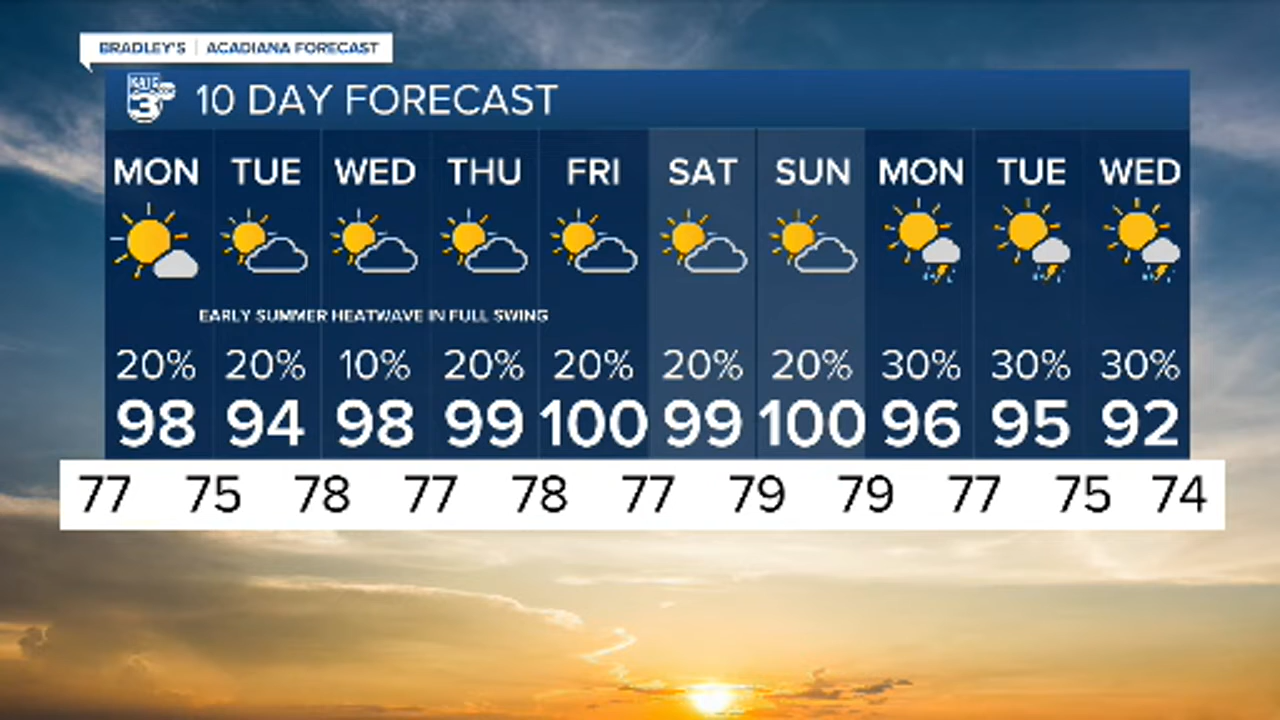 BRADLEY'S | ACADIANA FORECAST
KATC 3 10 DAY FORECAST
MON TUE WED THU FRI SAT SUN MON TUE WED
EARLY SUMMER HEATWAVE IN FULL SWING
20% 20% 10% 20% 20% 20% 20% 30% 30% 30%
98 94 98 99 100 99 100 96 95 92
77 75 78 77 78 77 79 79 77 75 74